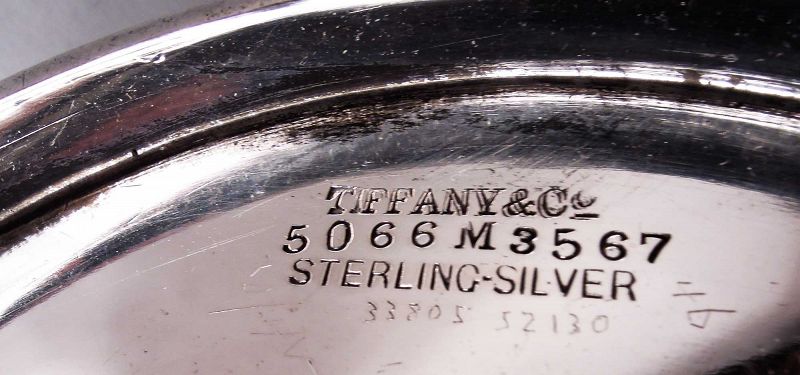 TIFFANY & Co
5066 M 3567
STERLING-SILVER
33805 52130